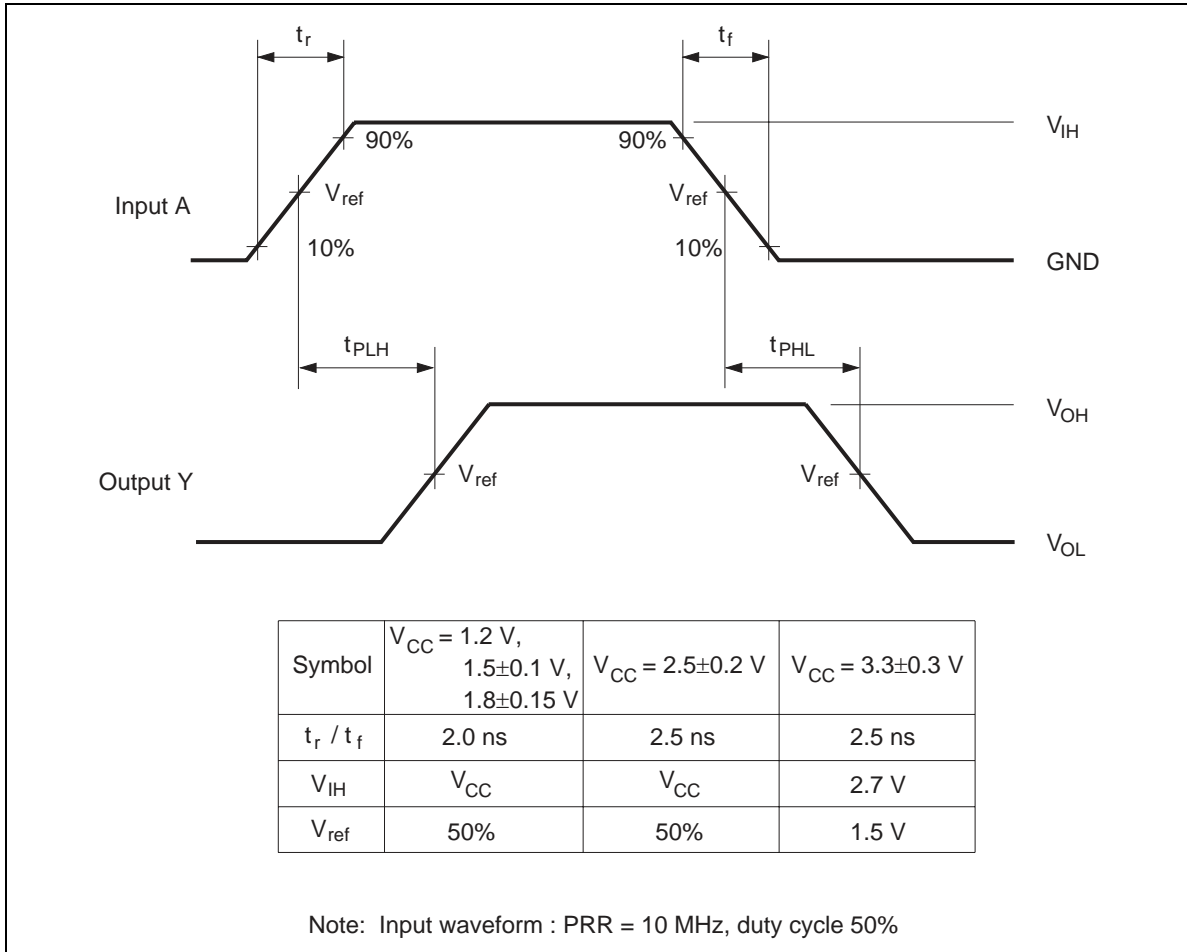 tr tf
90% 90% VIH
Input A Vref Vref
10% 10% GND
tPLH tPHL
VOH
Output Y Vref Vref
VOL
Symbol VCC = 1.2 V, 1.5±0.1 V, 1.8±0.15 V VCC = 2.5±0.2 V VCC = 3.3±0.3 V
tr / tf 2.0 ns 2.5 ns 2.5 ns
VIH VCC VCC 2.7 V
Vref 50% 50% 1.5 V
Note: Input waveform : PRR = 10 MHz, duty cycle 50%